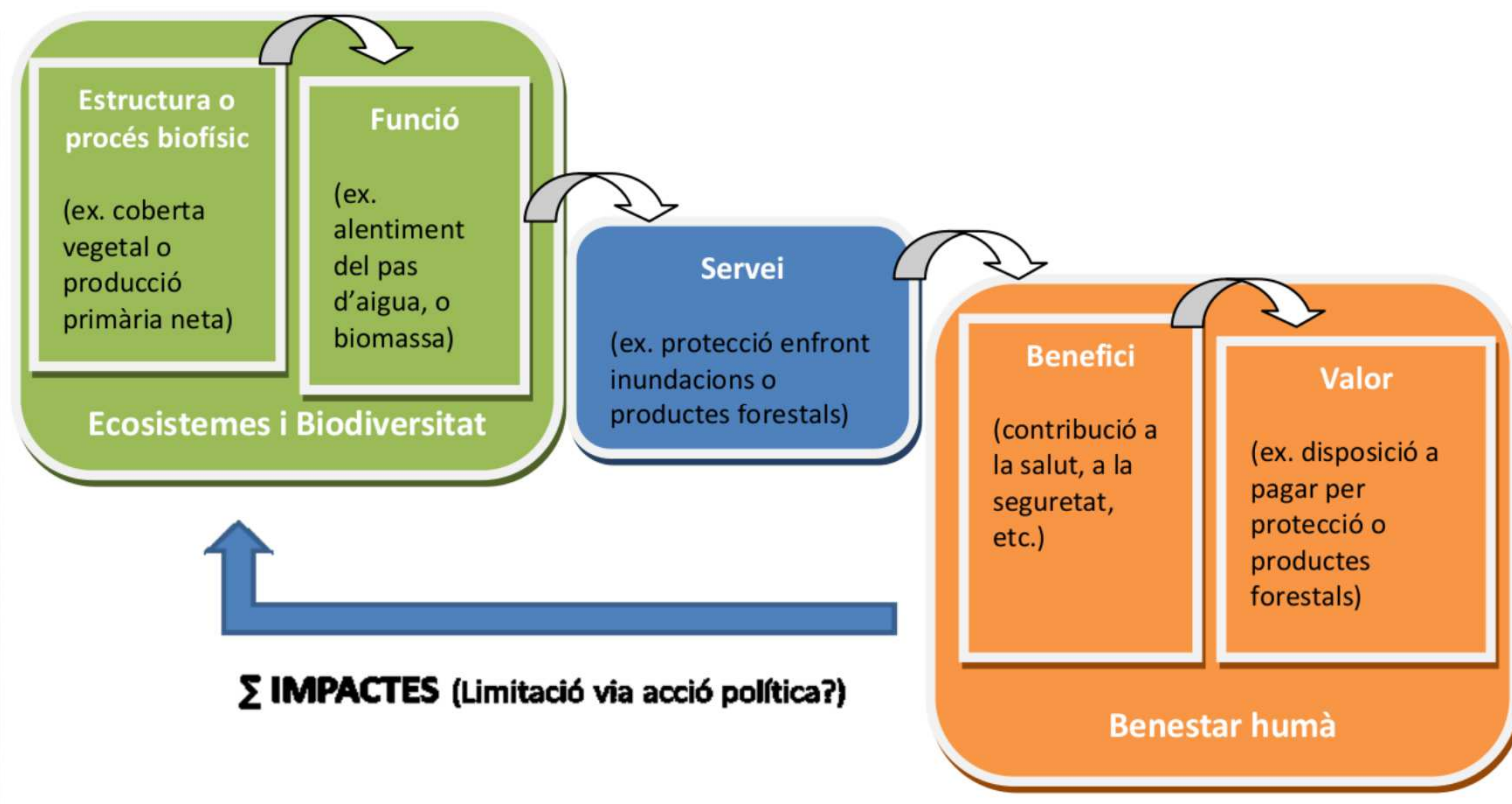 Estructura o
procés biofísic
(ex. coberta
vegetal o
producció
primària neta)
Funció
(ex.
alentiment
del pas
d’aigua, o
biomassa)
Ecosistemes i Biodiversitat
Servei
(ex. protecció enfront
inundacions o
productes forestals)
Benefici
(contribució a
la salut, a la
seguretat,
etc.)
Valor
(ex. disposició a
pagar per
protecció o
productes
forestals)
Benestar humà
∑ IMPACTES (Limitació via acció política?)